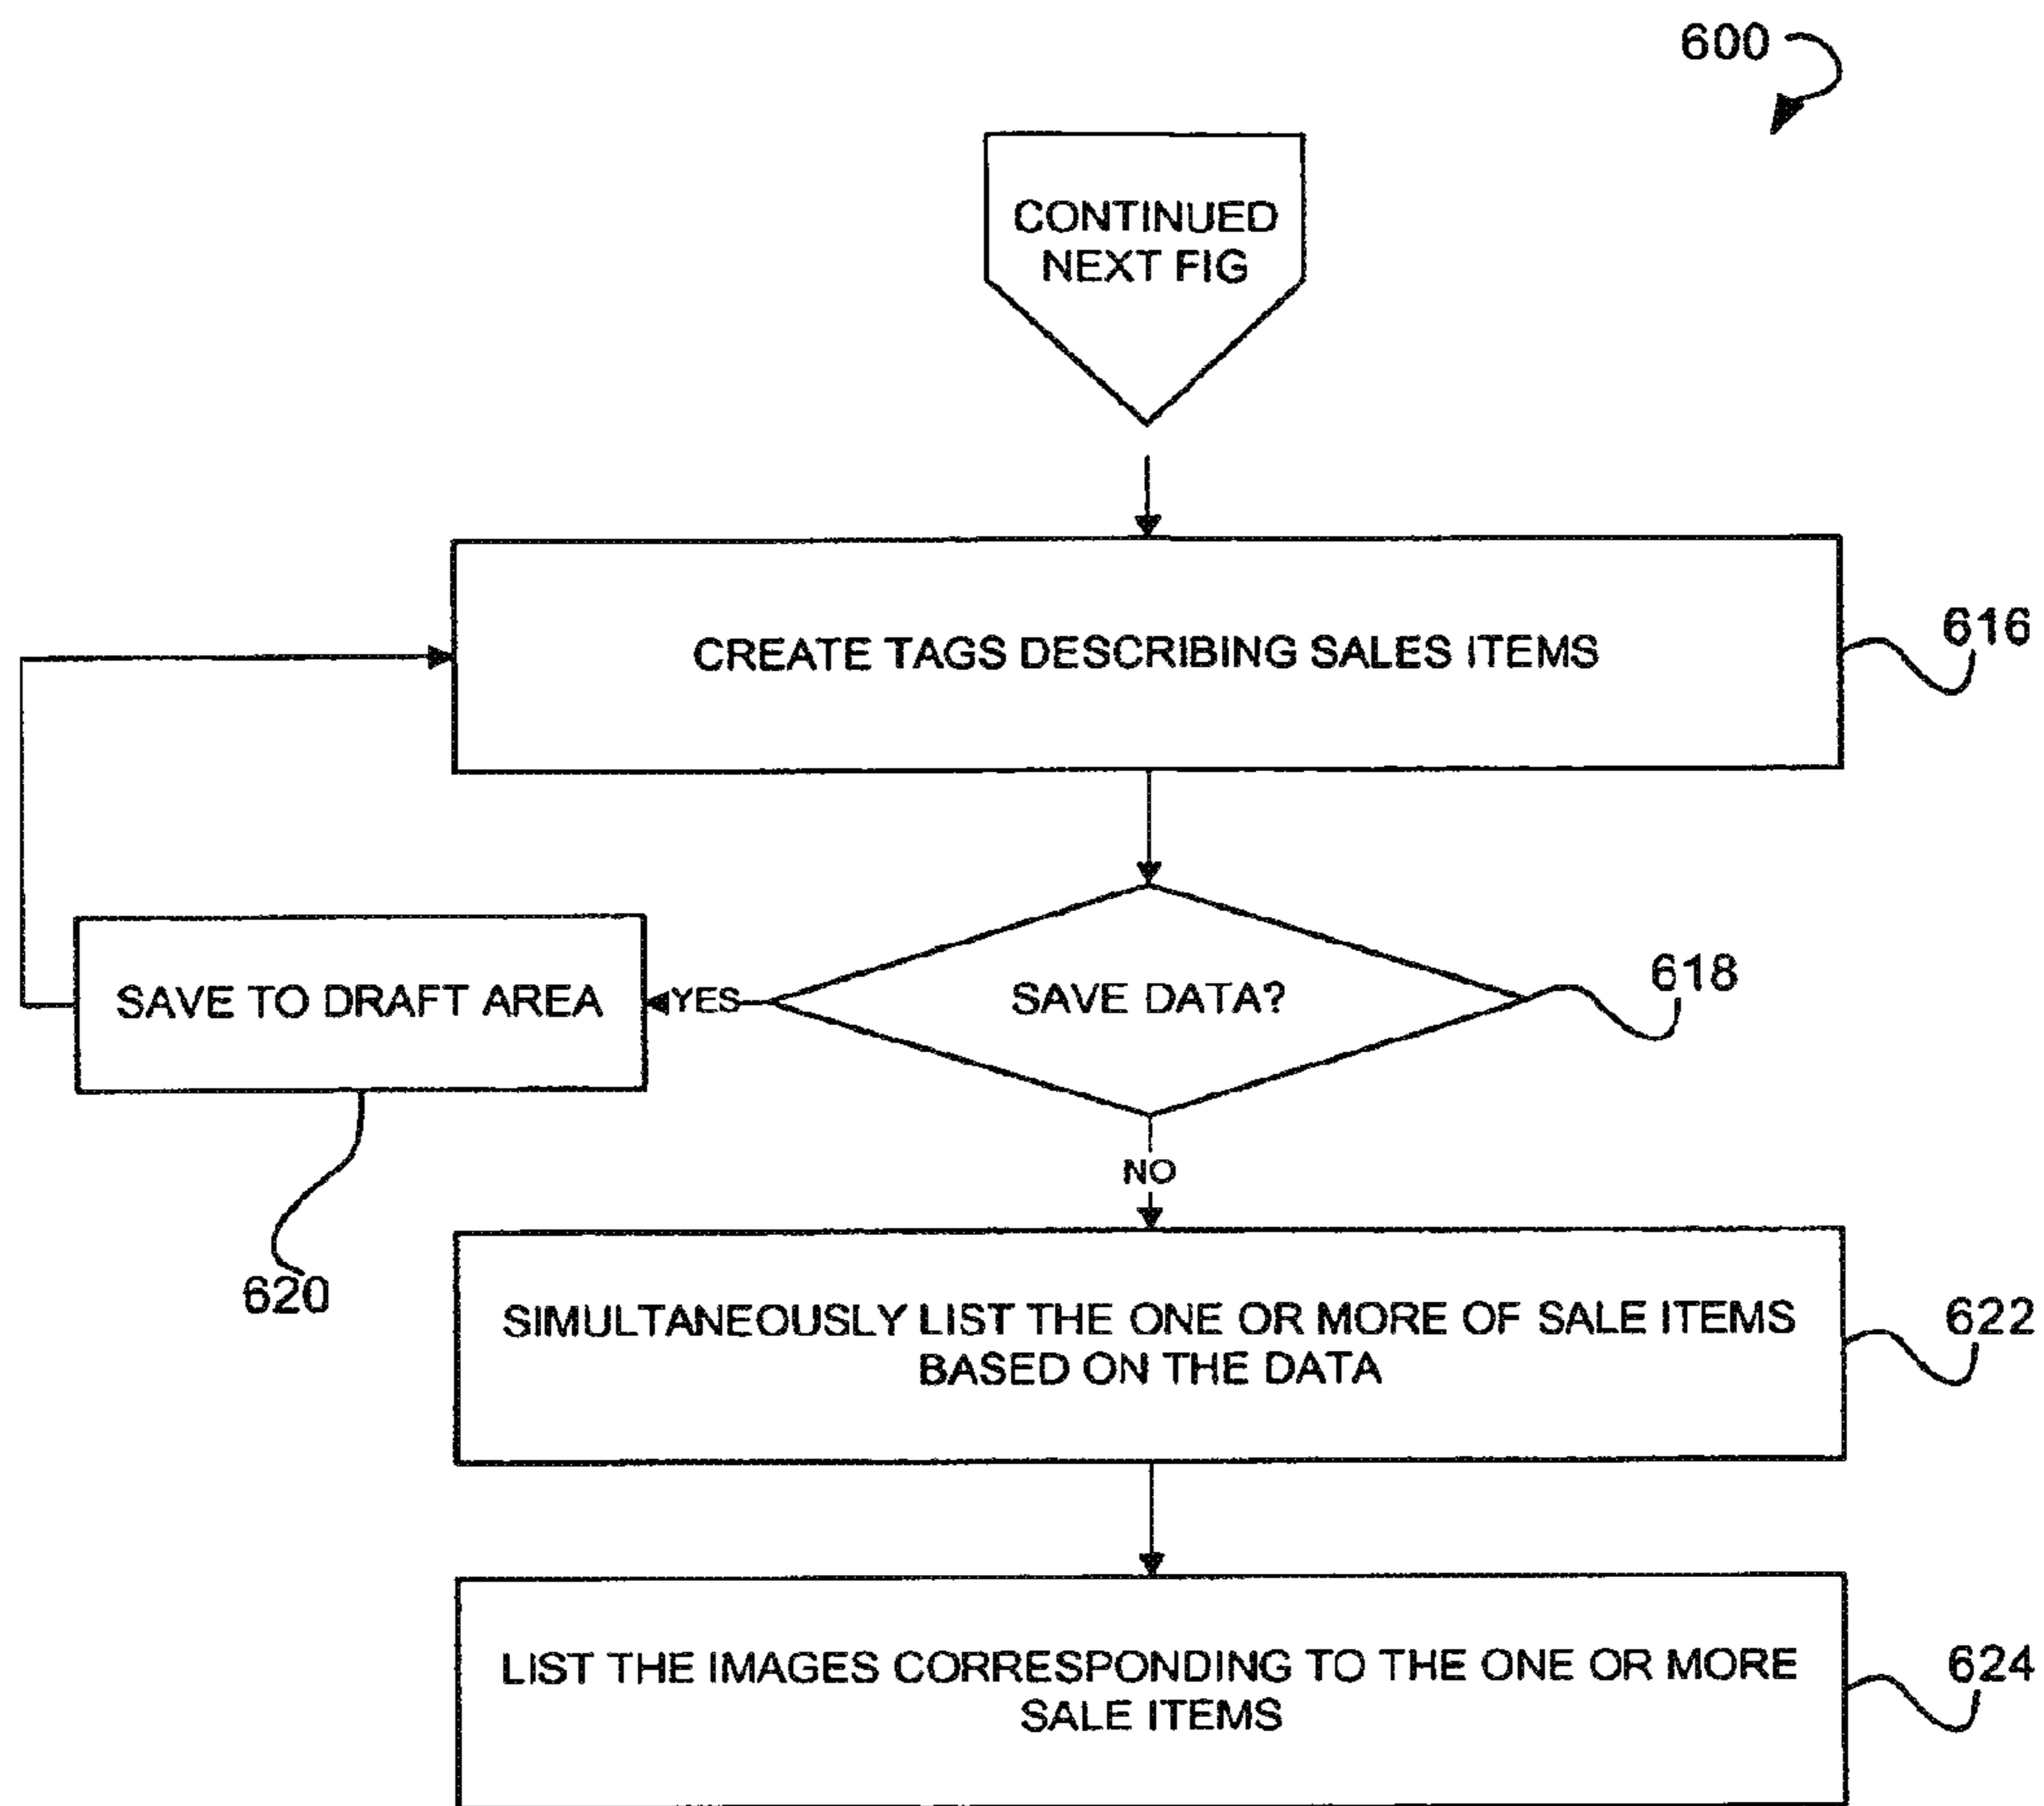 600
CONTINUED
NEXT FIG
CREATE TAGS DESCRIBING SALES ITEMS
616
SAVE TO DRAFT AREA
YES
SAVE DATA?
618
NO
620
SIMULTANEOUSLY LIST THE ONE OR MORE OF SALE ITEMS
BASED ON THE DATA
622
LIST THE IMAGES CORRESPONDING TO THE ONE OR MORE
SALE ITEMS
624